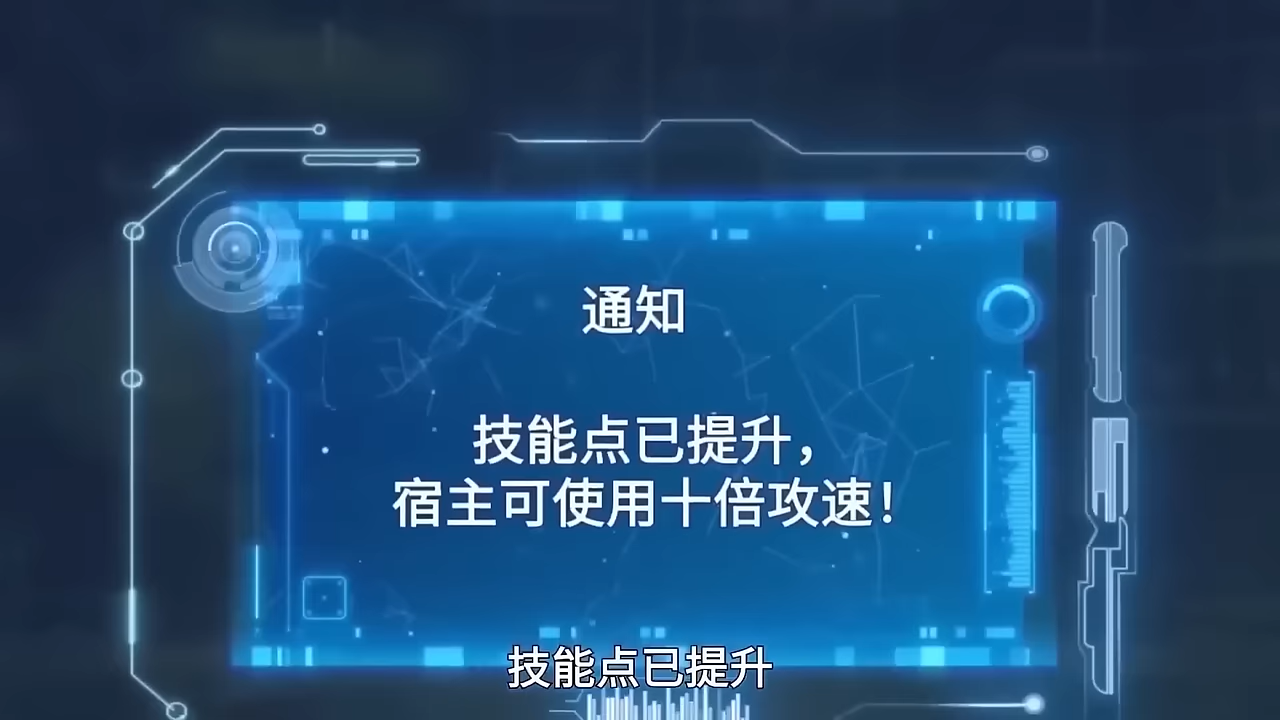 通知
技能点已提升，
宿主可使用十倍攻速！
技能点已提升